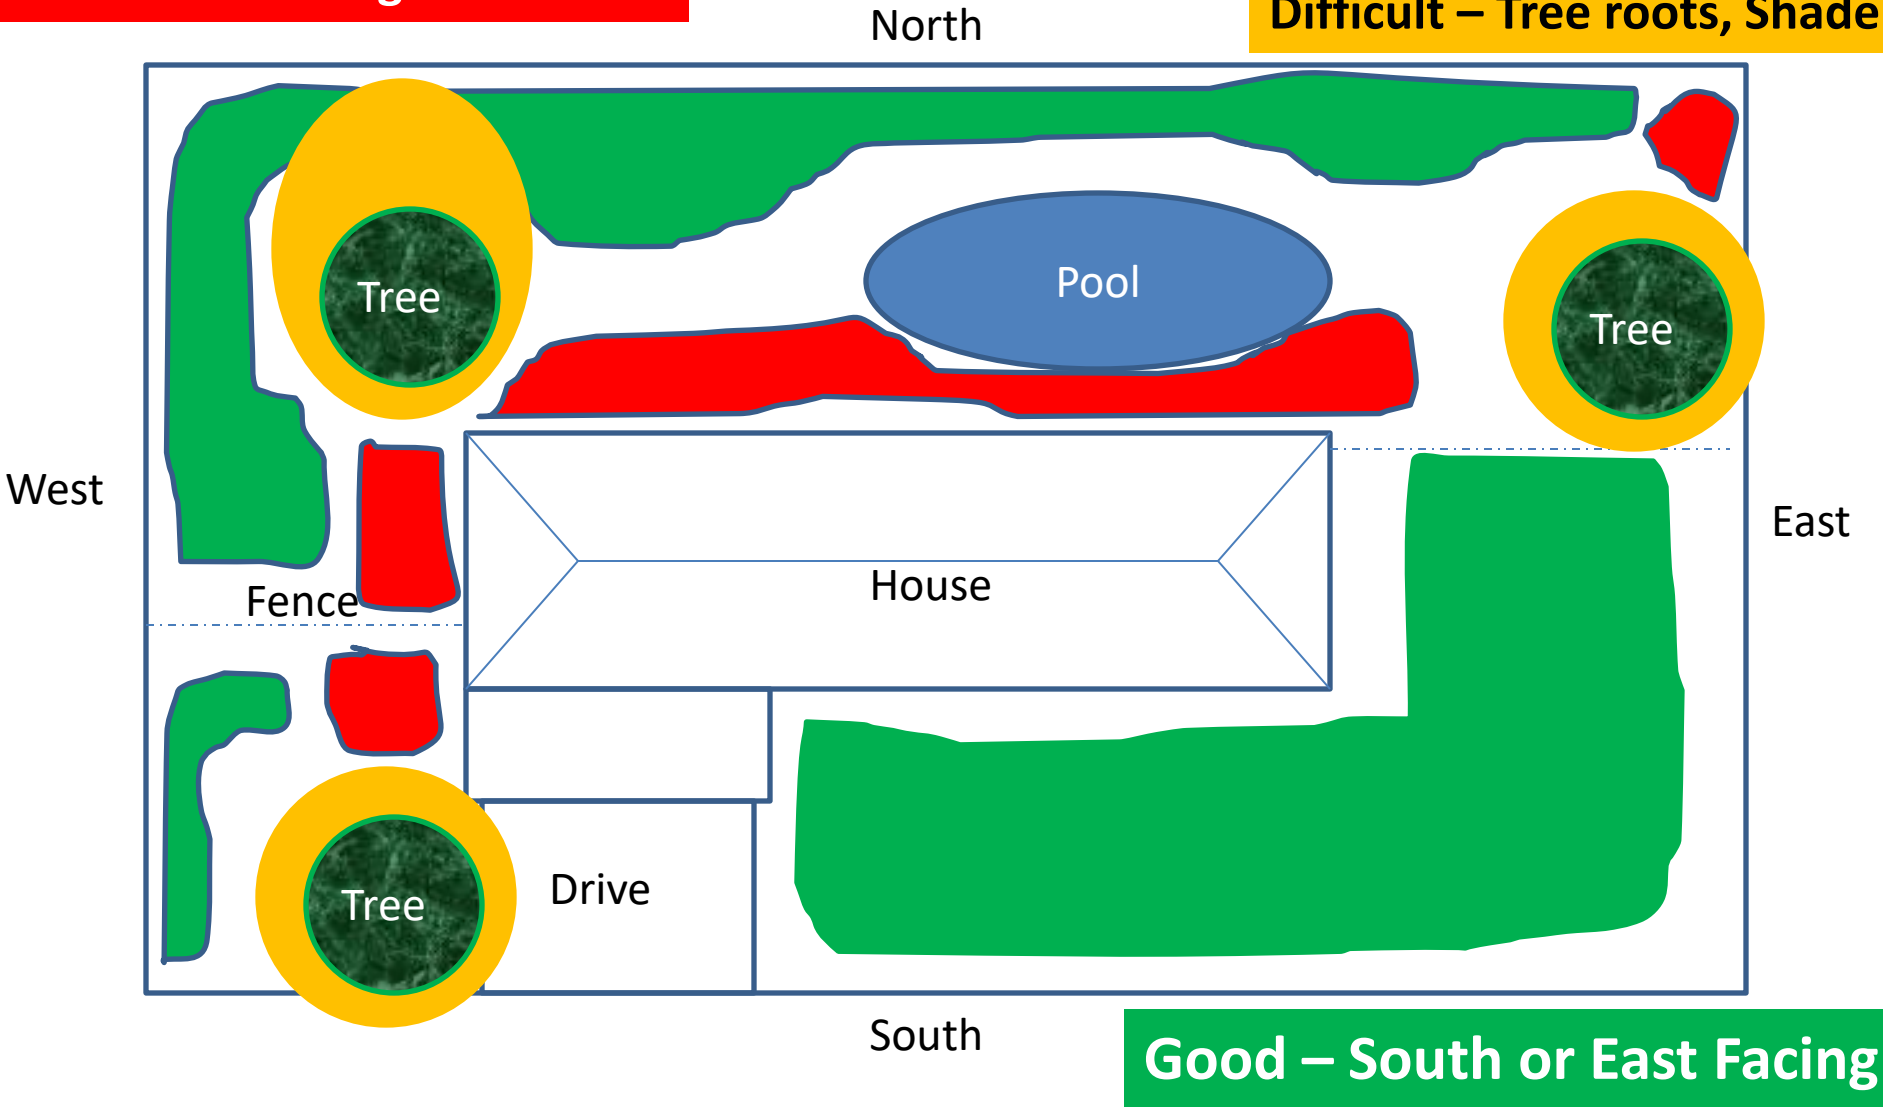 North
Difficult – Tree roots, Shade
Tree
Pool
Tree
West
East
House
Fence
Tree
Drive
South
Good – South or East Facing